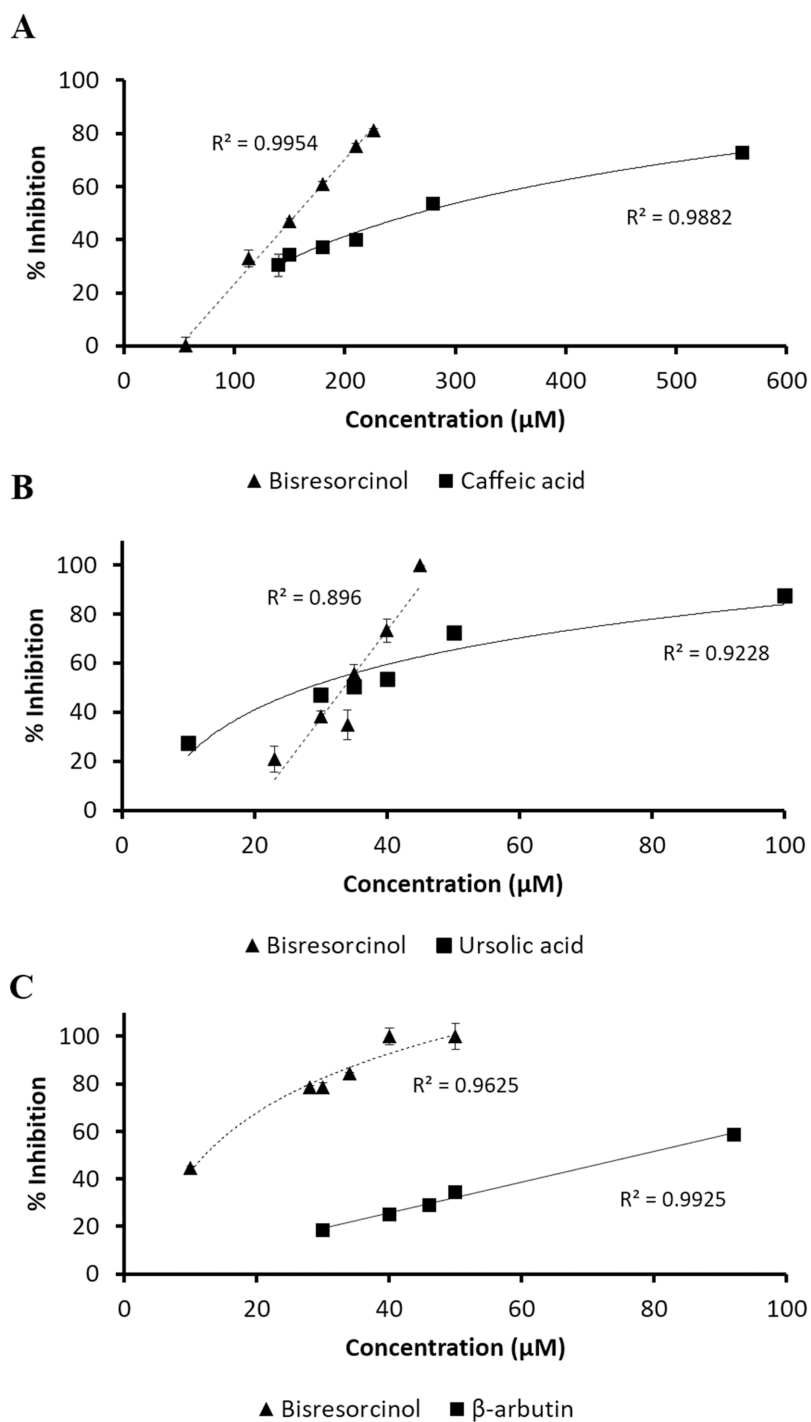 A
100
80
60
40
20
0
% Inhibition
R² = 0.9954
R² = 0.9882
0 100 200 300 400 500 600
Concentration (µM)
▲ Bisresorcinol ■ Caffeic acid
B
100
80
60
40
20
0
% Inhibition
R² = 0.896
R² = 0.9228
0 20 40 60 80 100
Concentration (µM)
▲ Bisresorcinol ■ Ursolic acid
C
100
80
60
40
20
0
% Inhibition
R² = 0.9625
R² = 0.9925
0 20 40 60 80 100
Concentration (µM)
▲ Bisresorcinol ■ β-arbutin